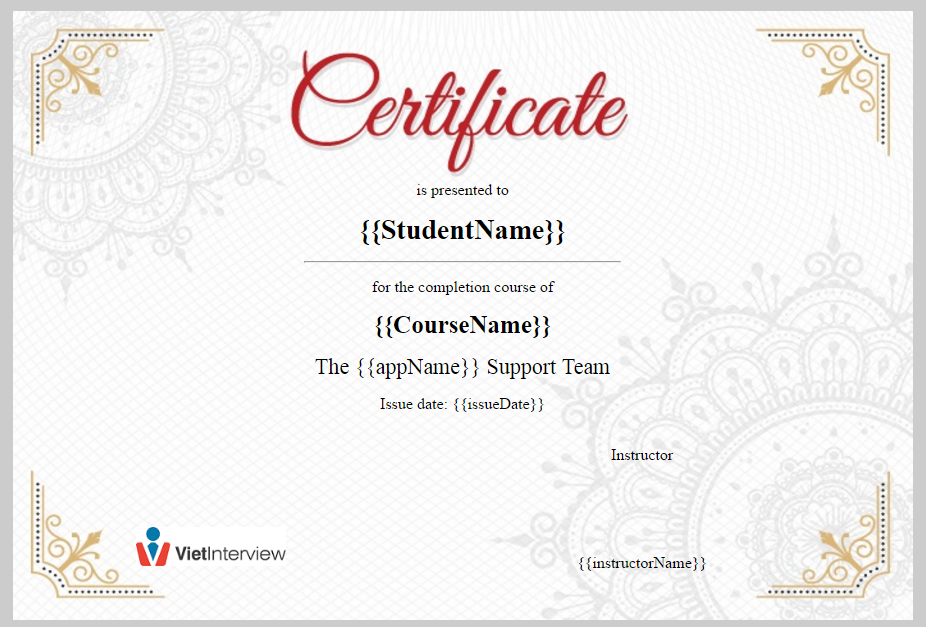 Certificate
is presented to
{{StudentName}}
for the completion course of
{{CourseName}}
The {{appName}} Support Team
Issue date: {{issueDate}}
Instructor
VietInterview
{{instructorName}}